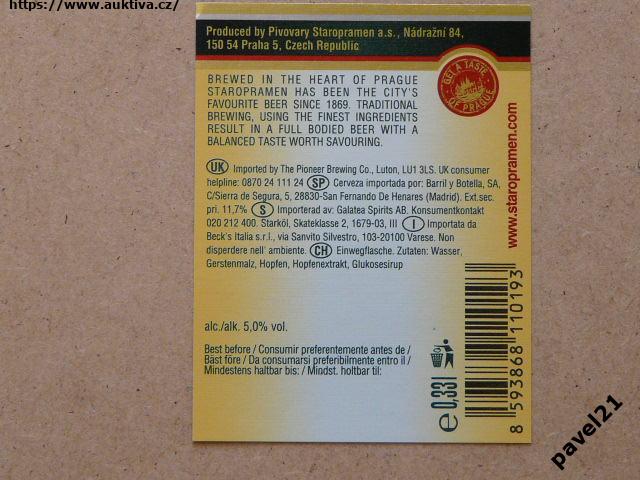 https://www.auktiva.cz/
Produced by Pivovary Staropramen a.s., Nádražní 84,
150 54 Praha 5, Czech Republic
GET A TASTE
OF PRAGUE
BREWED IN THE HEART OF PRAGUE
STAROPRAMEN HAS BEEN THE CITY'S
FAVOURITE BEER SINCE 1869. TRADITIONAL
BREWING, USING THE FINEST INGREDIENTS
RESULT IN A FULL BODIED BEER WITH A
BALANCED TASTE WORTH SAVOURING.
UK Imported by The Pioneer Brewing Co., Luton, LU1 3LS. UK consumer
helpline: 0870 24 111 24 SP Cerveza importada por: Barril y Botella, SA,
C/Sierra de Segura, 5, 28830-San Fernando De Henares (Madrid). Ext.sec.
pri. 11,7% S Importerad av: Galatea Spirits AB. Konsumentkontakt
020 212 400. Starköl, Skateklasse 2, 1679-03, III I Importata da
Beck's Italia s.r.l., via Sanvito Silvestro, 103-20100 Varese. Non
disperdere nell' ambiente. CH Einwegflasche. Zutaten: Wasser,
Gerstenmalz, Hopfen, Hopfenextrakt, Glukosesirup
www.staropramen.com
alc./alk. 5,0% vol.
Best before / Consumir preferentemente antes de /
Bäst före / Da consumarsi preferibilmente entro il /
Mindestens haltbar bis: / Mindst. holtbar til:
e 0,33 l
8 593868 110193
pavel21